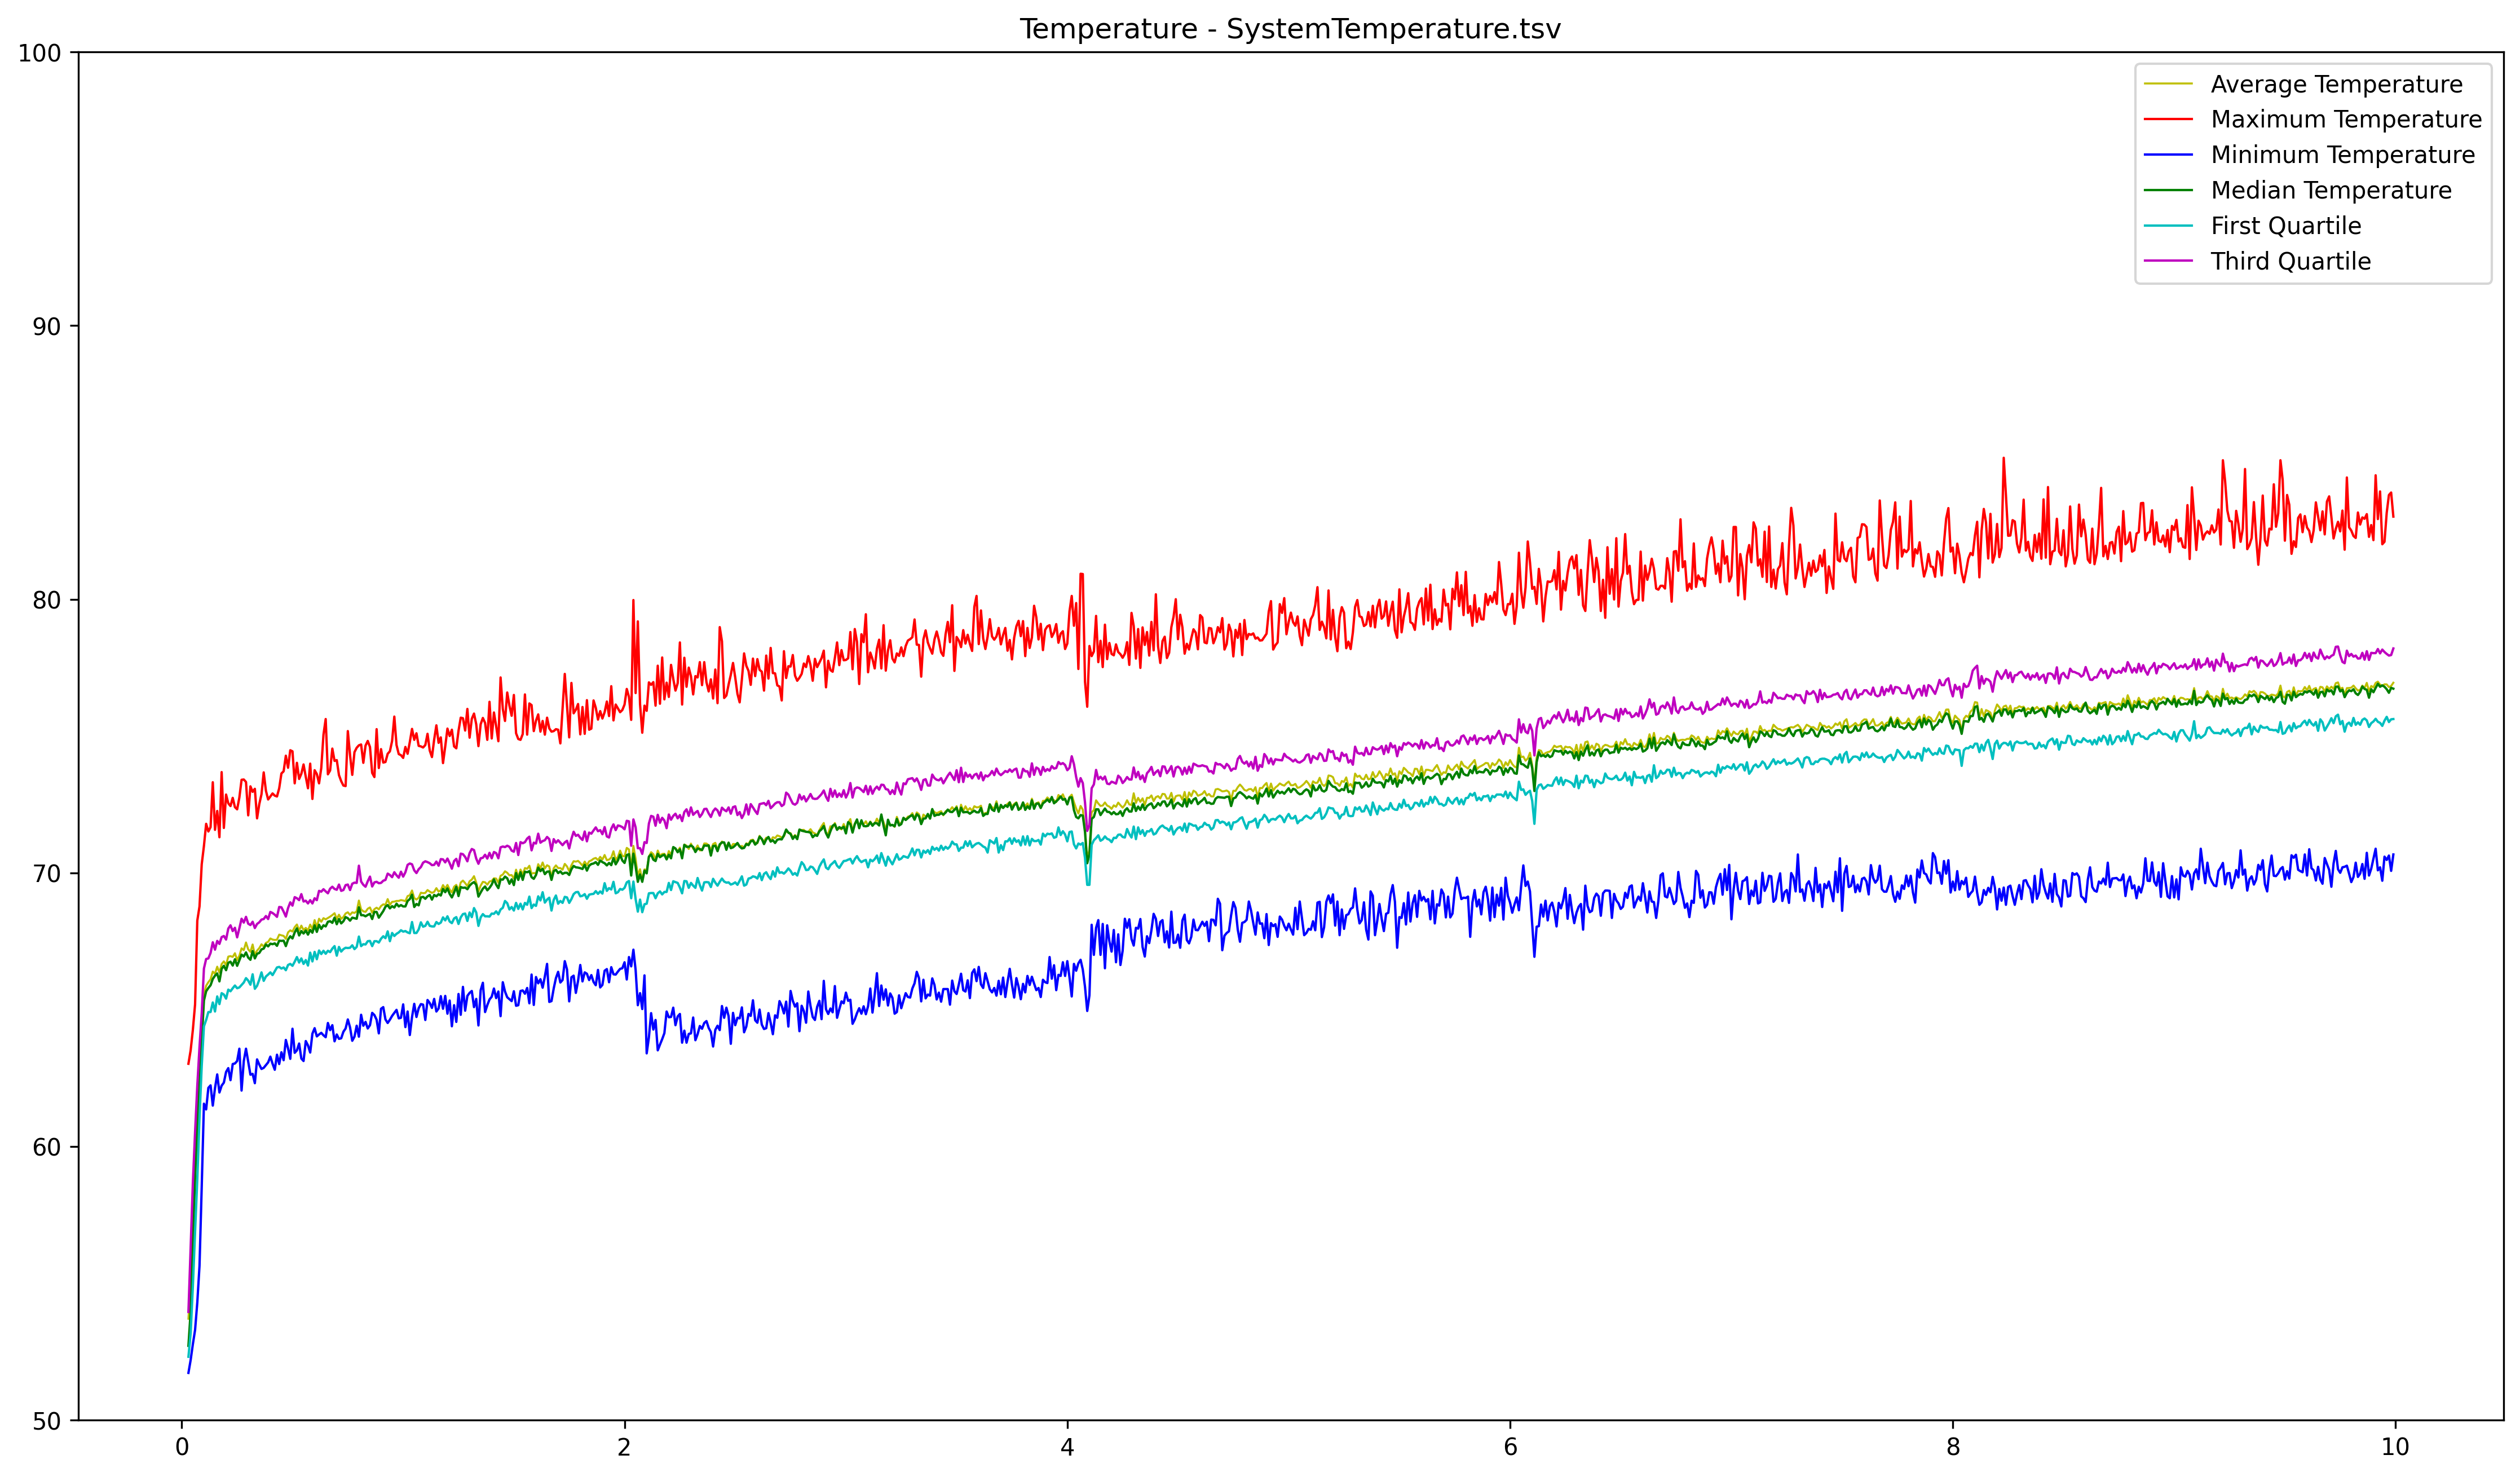 Temperature - SystemTemperature.tsv
100
90
80
70
60
50
0 2 4 6 8 10
Average Temperature
Maximum Temperature
Minimum Temperature
Median Temperature
First Quartile
Third Quartile